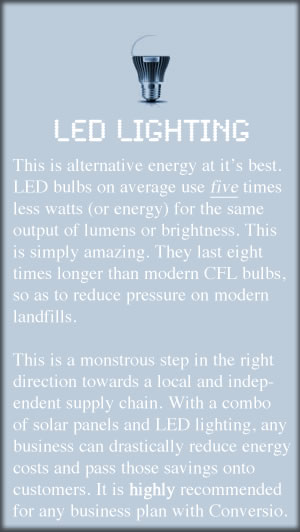 LED LIGHTING
This is alternative energy at it's best.
LED bulbs on average use five times
less watts (or energy) for the same
output of lumens or brightness. This
is simply amazing. They last eight
times longer than modern CFL bulbs,
so as to reduce pressure on modern
landfills.
This is a monstrous step in the right
direction towards a local and indep-
endent supply chain. With a combo
of solar panels and LED lighting, any
business can drastically reduce energy
costs and pass those savings onto
customers. It is highly recommended
for any business plan with Conversio.